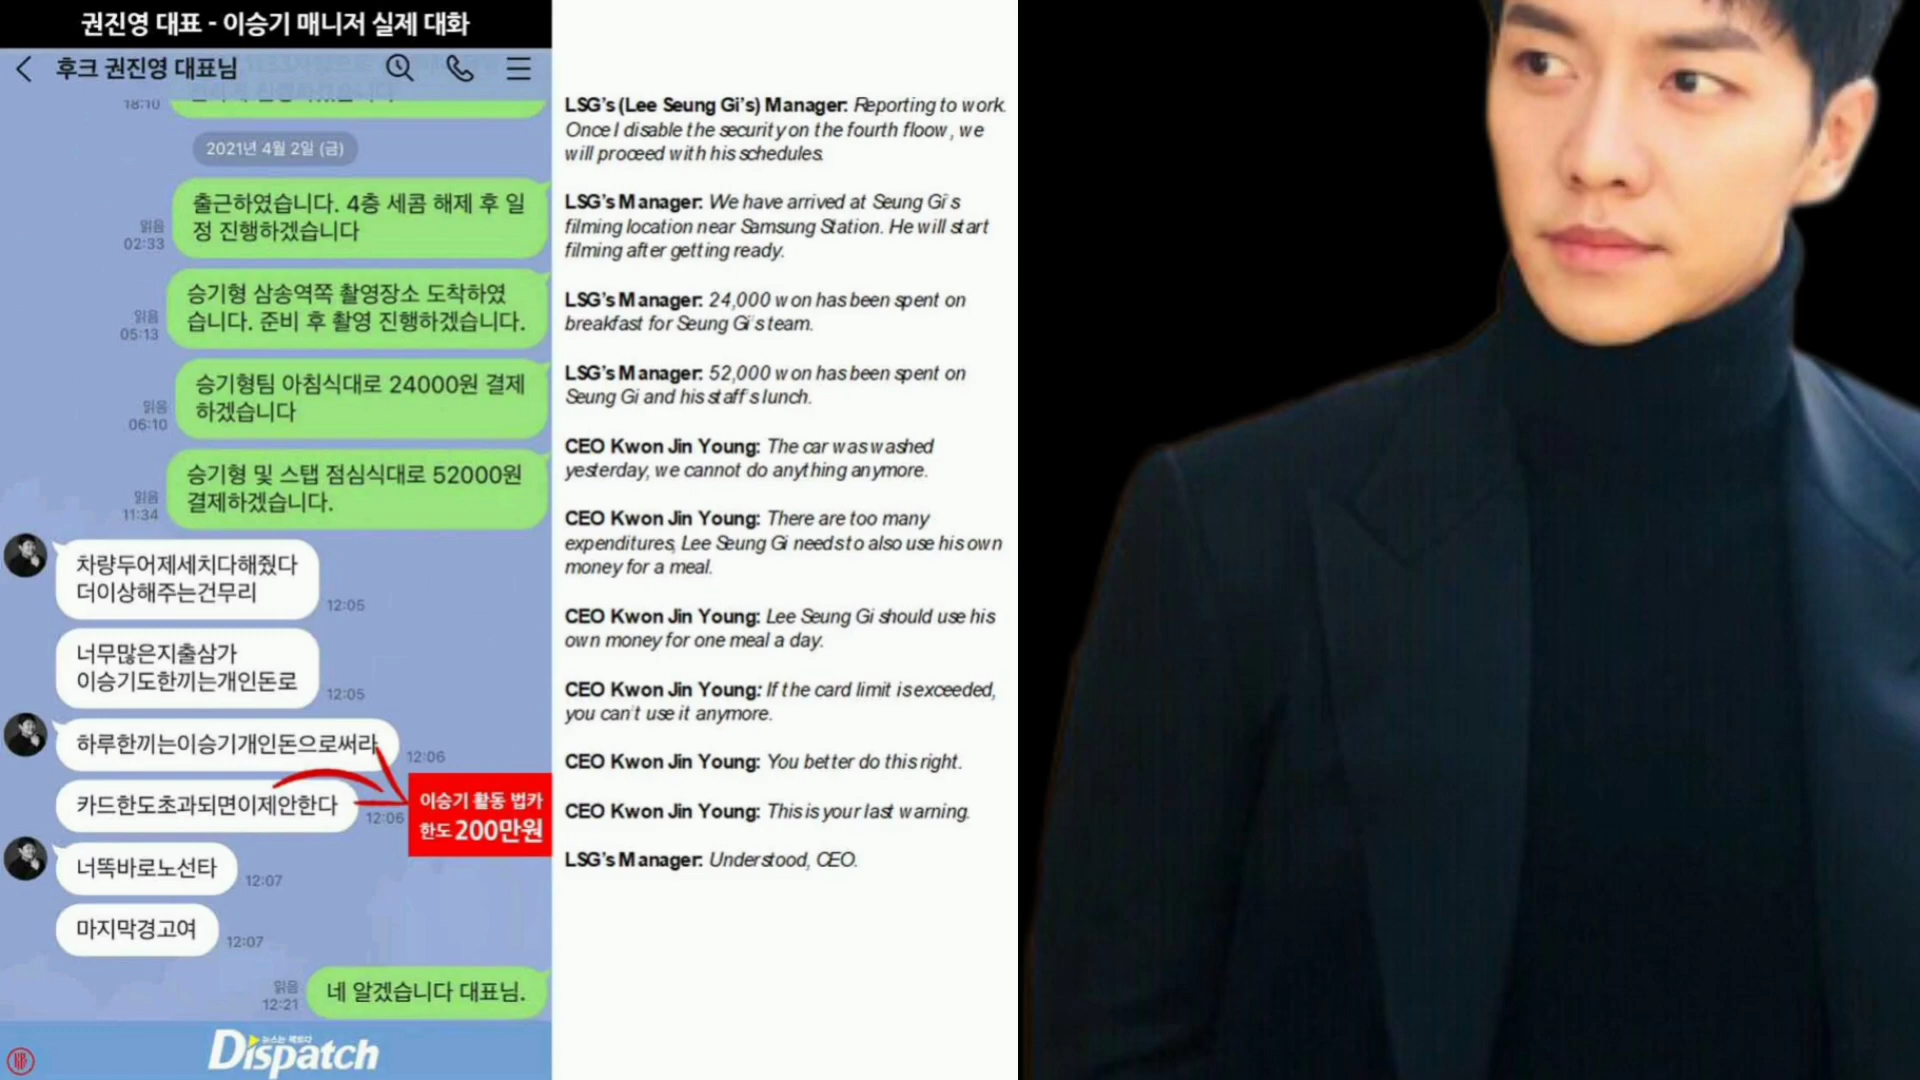 권진영 대표 - 이승기 매니저 실제 대화
후크 권진영 대표님
18:10
2021년 4월 2일 (금)
출근하였습니다. 4층 세콤 해제 후 일
정 진행하겠습니다
읽음
02:33
승기형 삼송역쪽 촬영장소 도착하였
습니다. 준비 후 촬영 진행하겠습니다.
읽음
05:13
승기형팀 아침식대로 24000원 결제
하겠습니다
읽음
06:10
승기형 및 스탭 점심식대로 52000원
결제하겠습니다.
읽음
11:34
차량두어제세치다해줬다
더이상해주는건무리
12:05
너무많은지출삼가
이승기도한끼는개인돈로
12:05
하루한끼는이승기개인돈으로써라
12:06
카드한도초과되면이제안한다
12:06
이승기 활동 법카
한도 200만원
너똑바로노선타
12:07
마지막경고여
12:07
네 알겠습니다 대표님.
읽음
12:21
뉴스는 팩트다
Dispatch
LSG's (Lee Seung Gi's) Manager: Reporting to work.
Once I disable the security on the fourth floow, we
will proceed with his schedules.
LSG's Manager: We have arrived at Seung Gi's
filming location near Samsung Station. He will start
filming after getting ready.
LSG's Manager: 24,000 won has been spent on
breakfast for Seung Gi's team.
LSG's Manager: 52,000 won has been spent on
Seung Gi and his staff's lunch.
CEO Kwon Jin Young: The car was washed
yesterday, we cannot do anything anymore.
CEO Kwon Jin Young: There are too many
expenditures, Lee Seung Gi needs to also use his own
money for a meal.
CEO Kwon Jin Young: Lee Seung Gi should use his
own money for one meal a day.
CEO Kwon Jin Young: If the card limit is exceeded,
you can't use it anymore.
CEO Kwon Jin Young: You better do this right.
CEO Kwon Jin Young: This is your last warning.
LSG's Manager: Understood, CEO.